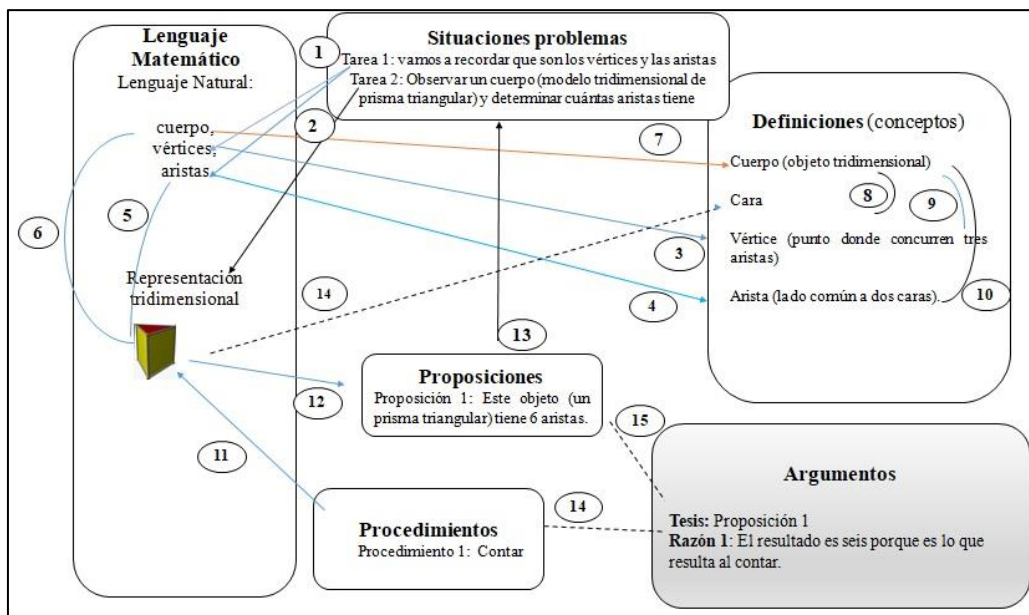 Lenguaje
Matemático
Lenguaje Natural:
cuerpo,
vértices,
aristas
Representación
tridimensional
Situaciones problemas
Tarea 1: vamos a recordar que son los vértices y las aristas
Tarea 2: Observar un cuerpo (modelo tridimensional de
prisma triangular) y determinar cuántas aristas tiene
Definiciones (conceptos)
Cuerpo (objeto tridimensional)
Cara
Vértice (punto donde concurren tres
aristas)
Arista (lado común a dos caras).
Proposiciones
Proposición 1: Este objeto (un
prisma triangular) tiene 6 aristas.
Procedimientos
Procedimiento 1: Contar
Argumentos
Tesis: Proposición 1
Razón 1: El resultado es seis porque es lo que
resulta al contar.
1
2
3
4
5
6
7
8
9
10
11
12
13
14
14
15